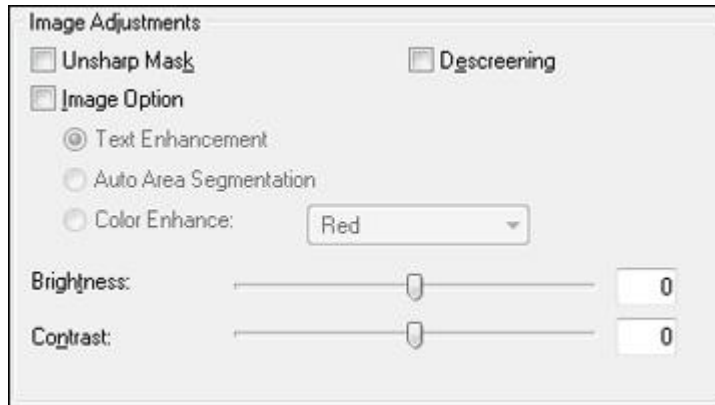 Image Adjustments
Unsharp Mask Descreening
Image Option
Text Enhancement
Auto Area Segmentation
Color Enhance: Red
Brightness: 0
Contrast: 0